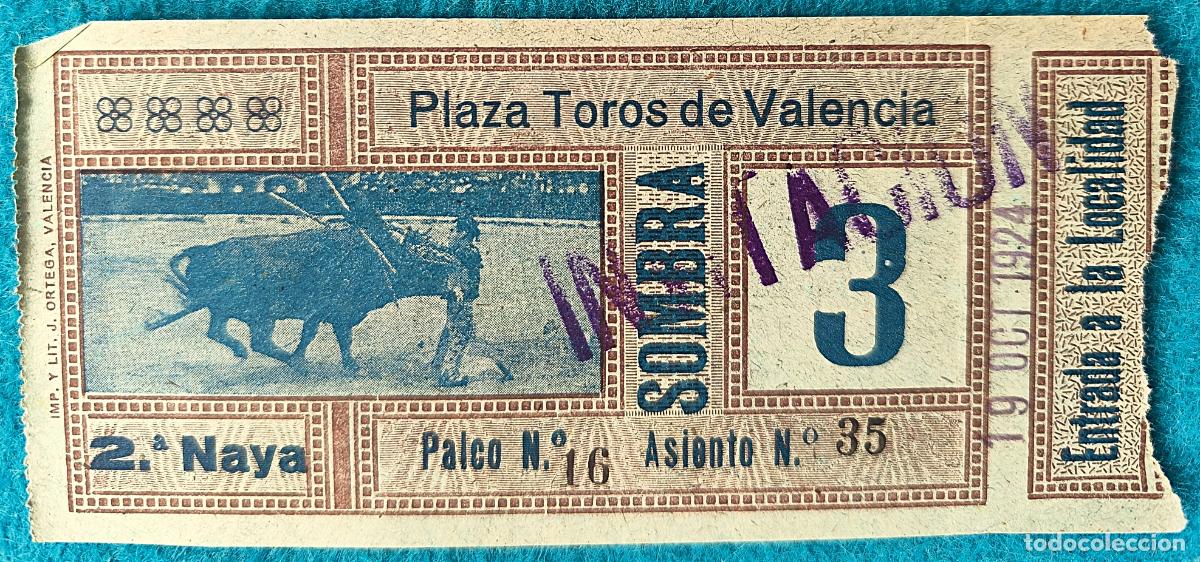 Plaza Toros de Valencia
IMP. Y LIT. J. ORTEGA, VALENCIA
SOMBRA
3
19 OCT 1924
2.ª Naya
Palco N.º 16 Asiento N.º 35
Entrada a la Localidad
todocoleccion